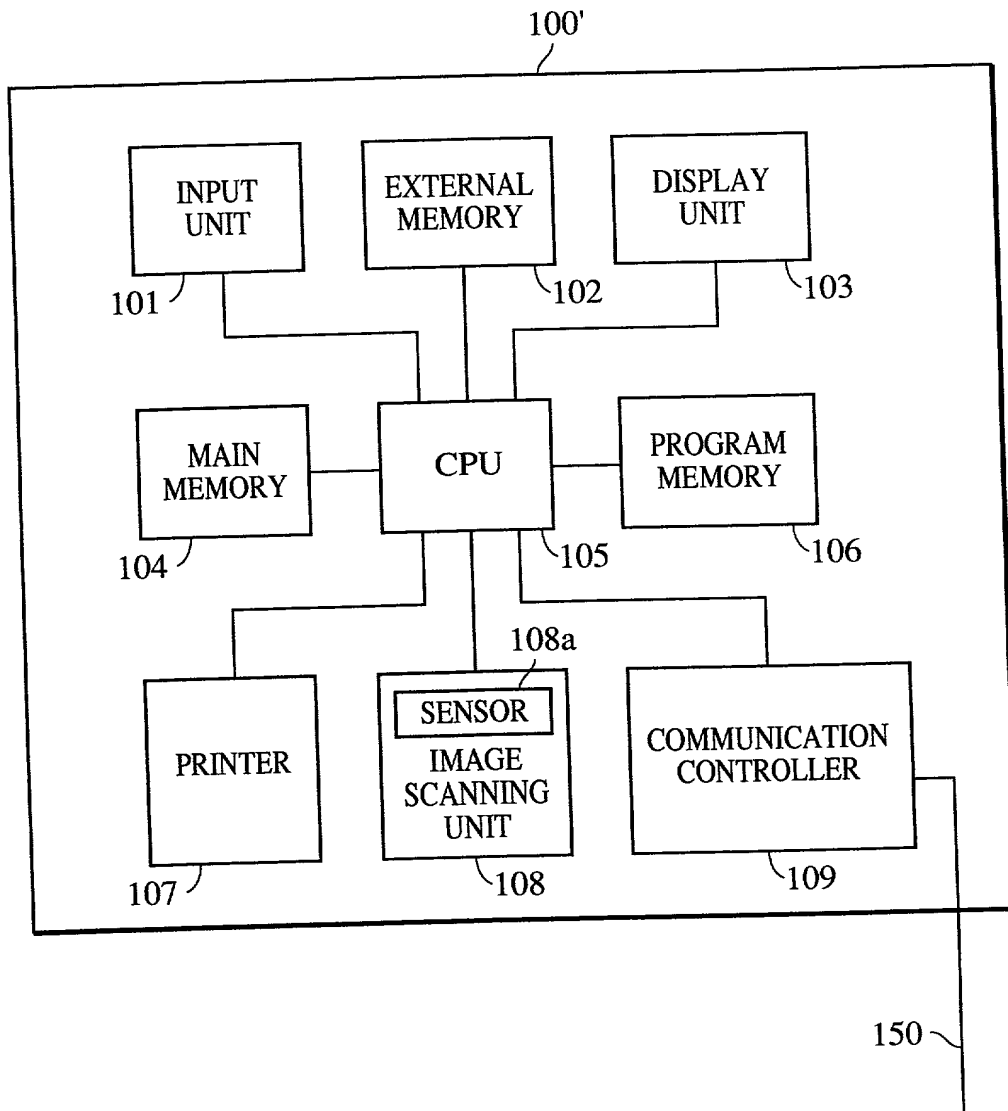 100'
INPUT
UNIT
101
EXTERNAL
MEMORY
102
DISPLAY
UNIT
103
MAIN
MEMORY
104
CPU
105
PROGRAM
MEMORY
106
PRINTER
107
108a
SENSOR
IMAGE
SCANNING
UNIT
108
COMMUNICATION
CONTROLLER
109
150